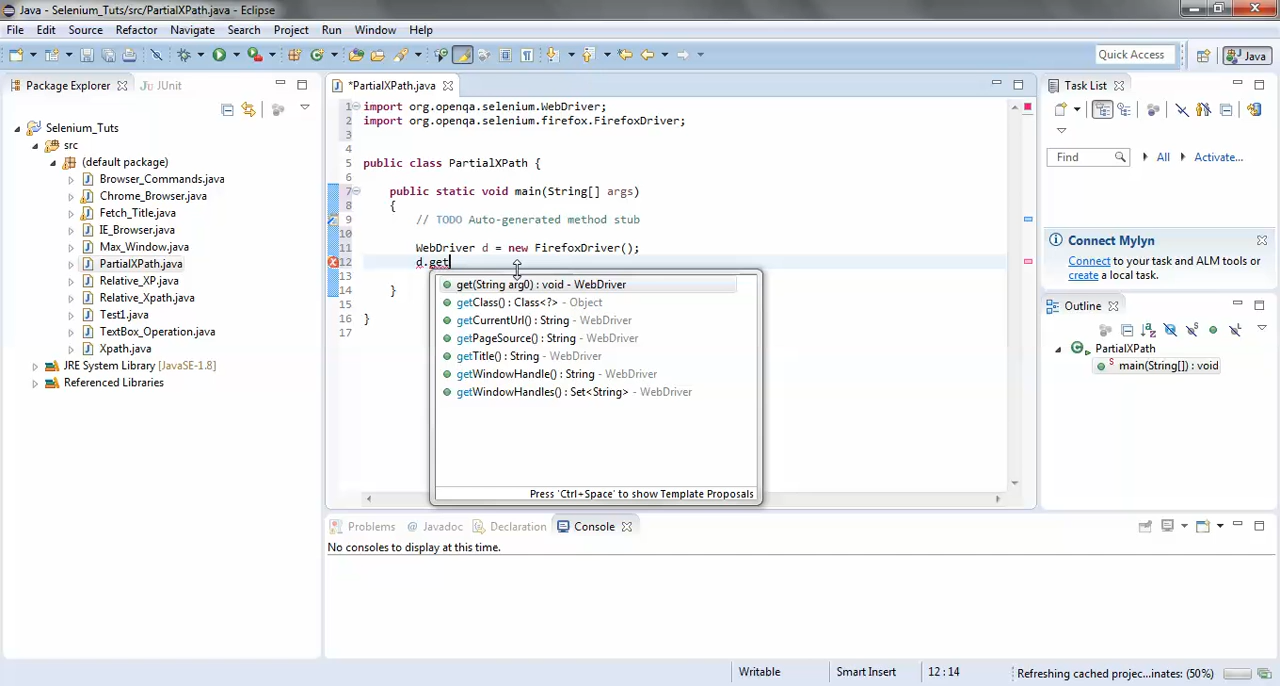 Java - Selenium_Tuts/src/PartialXPath.java - Eclipse
File Edit Source Refactor Navigate Search Project Run Window Help
Quick Access
Java
Package Explorer
JUnit
Selenium_Tuts
src
(default package)
Browser_Commands.java
Chrome_Browser.java
Fetch_Title.java
IE_Browser.java
Max_Window.java
PartialXPath.java
Relative_XP.java
Relative_Xpath.java
Test1.java
TextBox_Operation.java
Xpath.java
JRE System Library [JavaSE-1.8]
Referenced Libraries
*PartialXPath.java
1 import org.openqa.selenium.WebDriver;
2 import org.openqa.selenium.firefox.FirefoxDriver;
3
4
5 public class PartialXPath {
6
7 public static void main(String[] args)
8 {
9 // TODO Auto-generated method stub
10
11 WebDriver d = new FirefoxDriver();
12 d.get
13
14 }
15
16 }
17
get(String arg0) : void - WebDriver
getClass() : Class<?> - Object
getCurrentUrl() : String - WebDriver
getPageSource() : String - WebDriver
getTitle() : String - WebDriver
getWindowHandle() : String - WebDriver
getWindowHandles() : Set<String> - WebDriver
Press 'Ctrl+Space' to show Template Proposals
Task List
Find
All
Activate...
Connect Mylyn
Connect to your task and ALM tools or
create a local task.
Outline
PartialXPath
main(String[]) : void
Problems
@ Javadoc
Declaration
Console
No consoles to display at this time.
Writable
Smart Insert
12 : 14
Refreshing cached projec...inates: (50%)